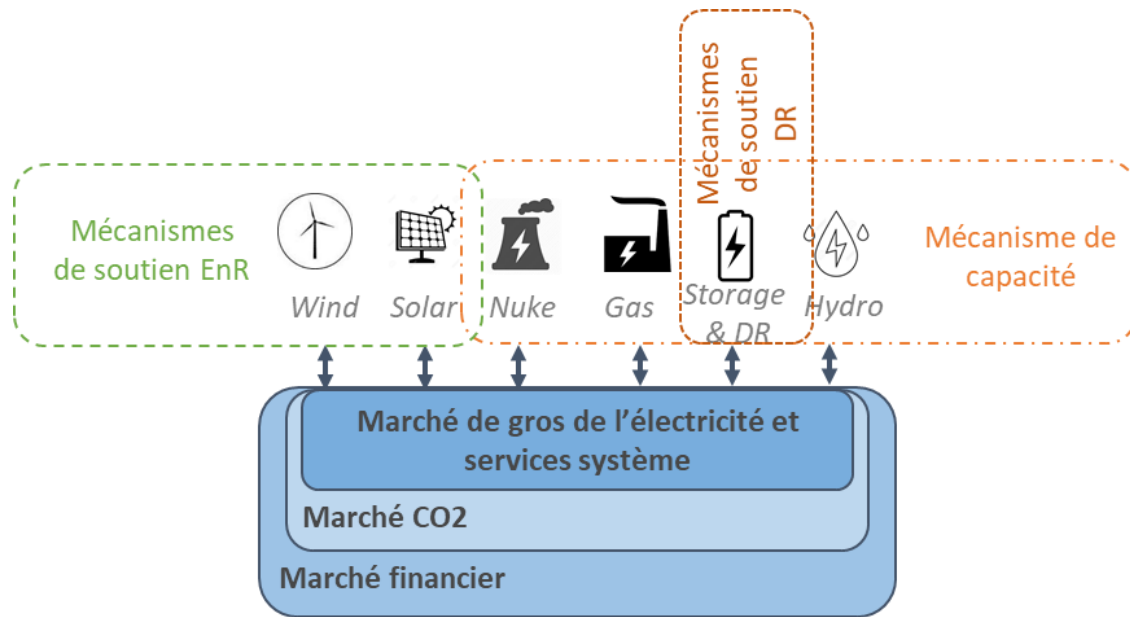 Mécanismes
de soutien
DR
Mécanismes
de soutien EnR
Wind
Solar
Nuke
Gas
Storage
& DR
Hydro
Mécanisme de
capacité
Marché de gros de l’électricité et
services système
Marché CO2
Marché financier